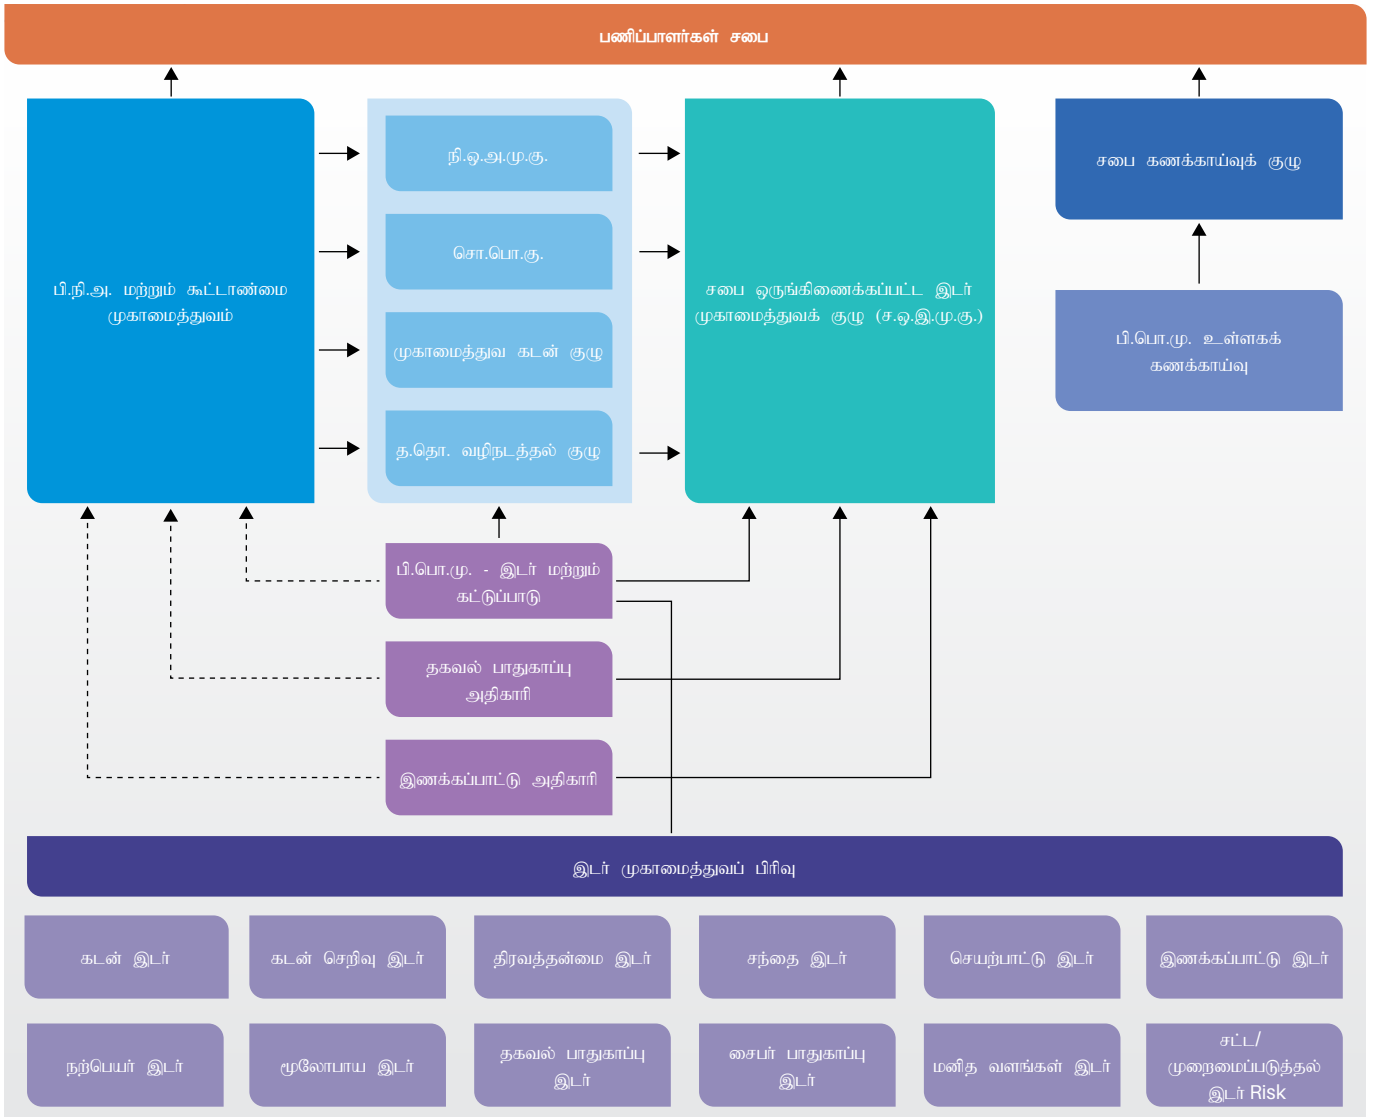 பணிப்பாளர்கள் சபை
பி.நி.அ. மற்றும் கூட்டாண்மை
முகாமைத்துவம்
நி.ஒ.அ.மு.கு.
சொ.பொ.கு.
முகாமைத்துவ கடன் குழு
த.தொ. வழிநடத்தல் குழு
சபை ஒருங்கிணைக்கப்பட்ட இடர்
முகாமைத்துவக் குழு (ச.ஒ.இ.மு.கு.)
சபை கணக்காய்வுக் குழு
பி.பொ.மு. உள்ளகக்
கணக்காய்வு
பி.பொ.மு. - இடர் மற்றும்
கட்டுப்பாடு
தகவல் பாதுகாப்பு
அதிகாரி
இணக்கப்பாட்டு அதிகாரி
இடர் முகாமைத்துவப் பிரிவு
கடன் இடர்
கடன் செறிவு இடர்
திரவத்தன்மை இடர்
சந்தை இடர்
செயற்பாட்டு இடர்
இணக்கப்பாட்டு இடர்
நற்பெயர் இடர்
மூலோபாய இடர்
தகவல் பாதுகாப்பு
இடர்
சைபர் பாதுகாப்பு
இடர்
மனித வளங்கள் இடர்
சட்ட/
முறைமைப்படுத்தல்
இடர் Risk